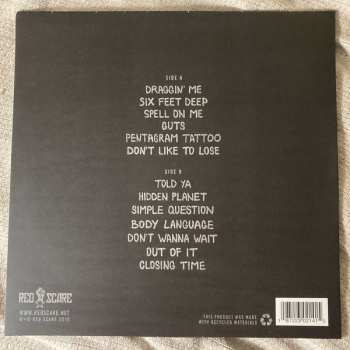 SIDE A
DRAGGIN' ME
SIX FEET DEEP
SPELL ON ME
GUTS
PENTAGRAM TATTOO
DON'T LIKE TO LOSE
SIDE B
TOLD YA
HIDDEN PLANET
SIMPLE QUESTION
BODY LANGUAGE
DON'T WANNA WAIT
OUT OF IT
CLOSING TIME
RED SCARE
WWW.REDSCARE.NET
THIS PRODUCT WAS MADE
WITH RECYCLED MATERIALS